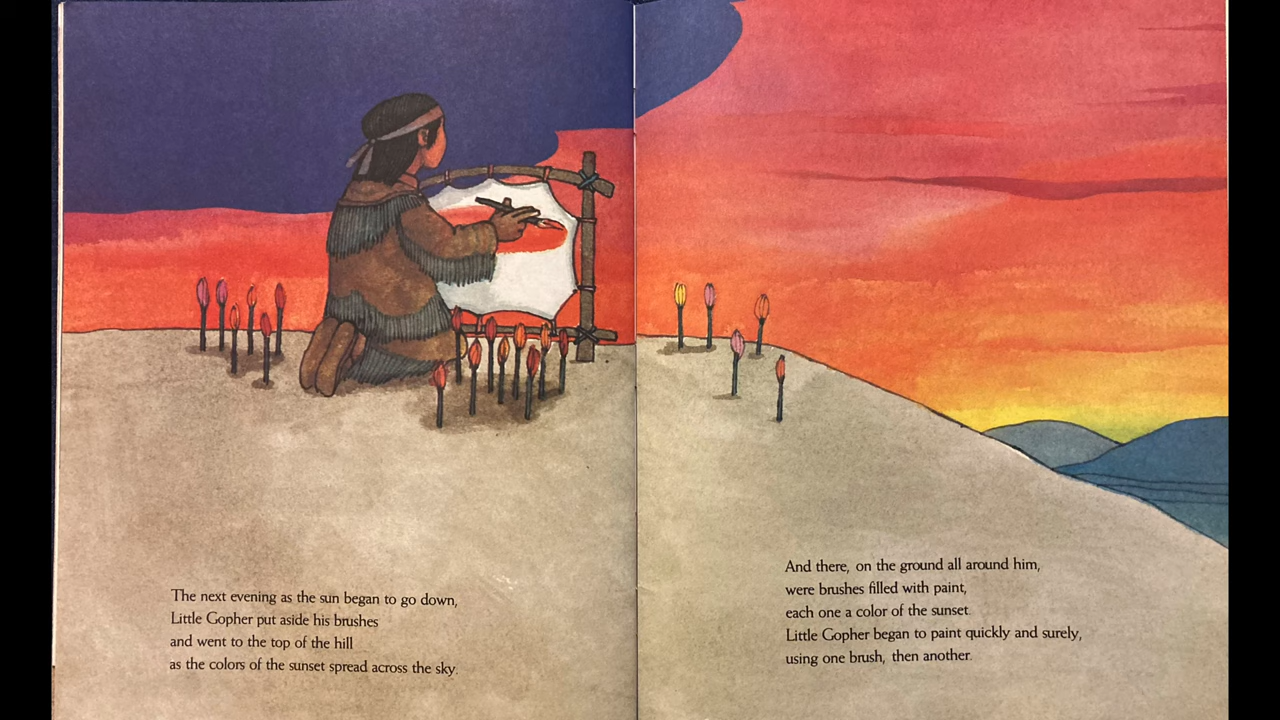 The next evening as the sun began to go down,
Little Gopher put aside his brushes
and went to the top of the hill
as the colors of the sunset spread across the sky.
And there, on the ground all around him,
were brushes filled with paint,
each one a color of the sunset.
Little Gopher began to paint quickly and surely,
using one brush, then another.